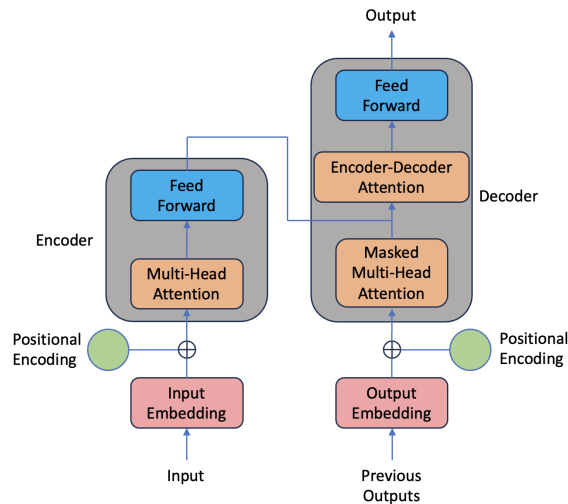 Output
Feed
Forward
Encoder-Decoder
Attention
Decoder
Masked
Multi-Head
Attention
Feed
Forward
Encoder
Multi-Head
Attention
Positional
Encoding
Positional
Encoding
Input
Embedding
Output
Embedding
Input
Previous
Outputs